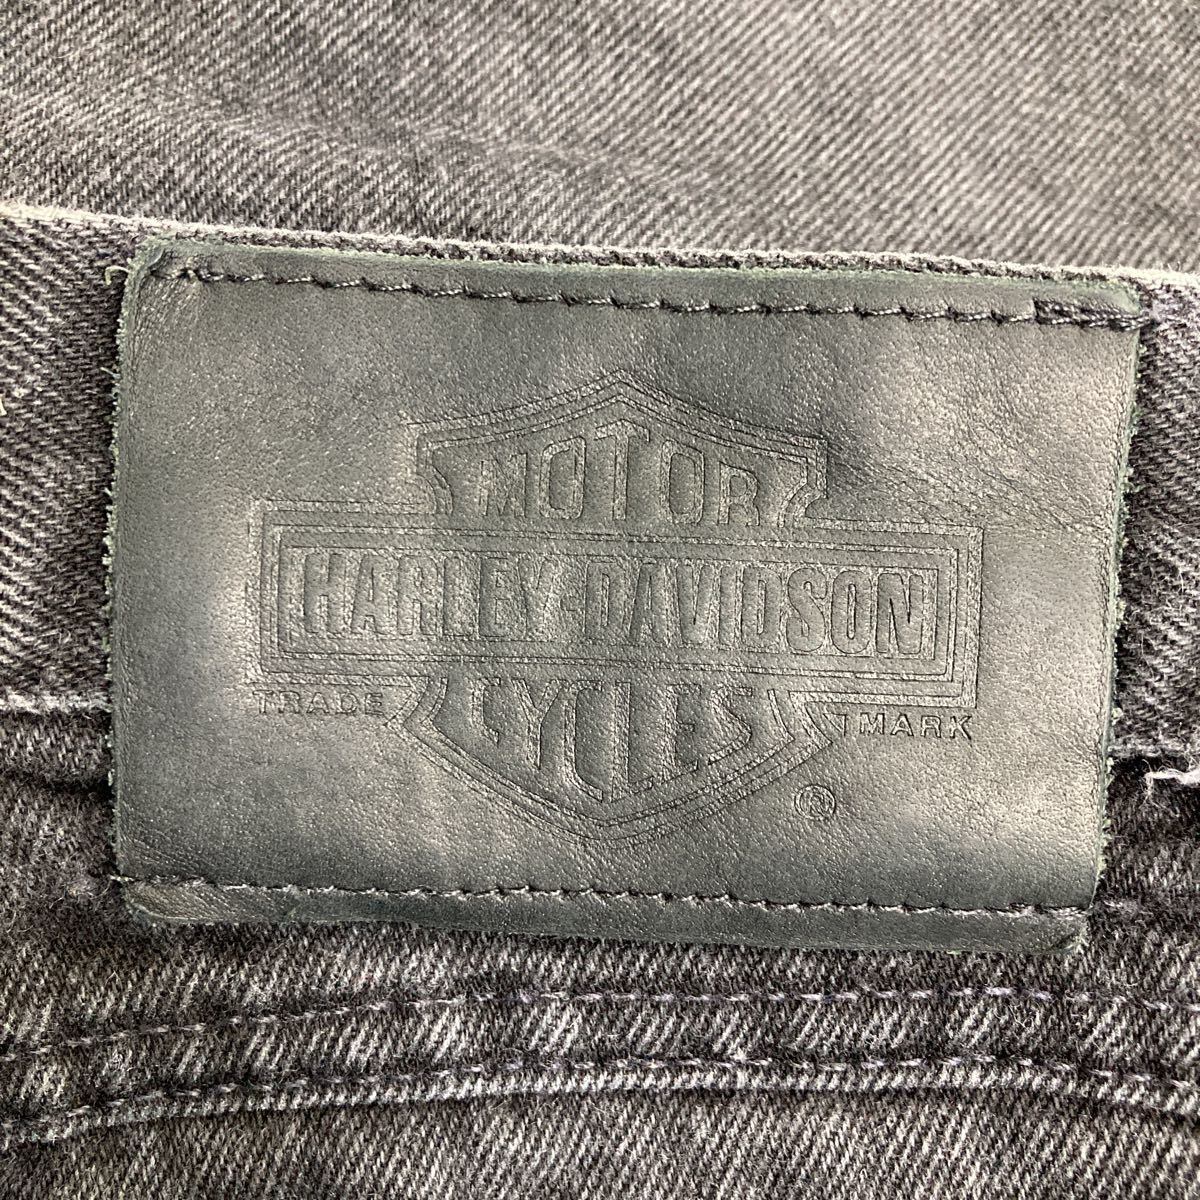 MOTOR
HARLEY-DAVIDSON
CYCLES
TRADE MARK
®